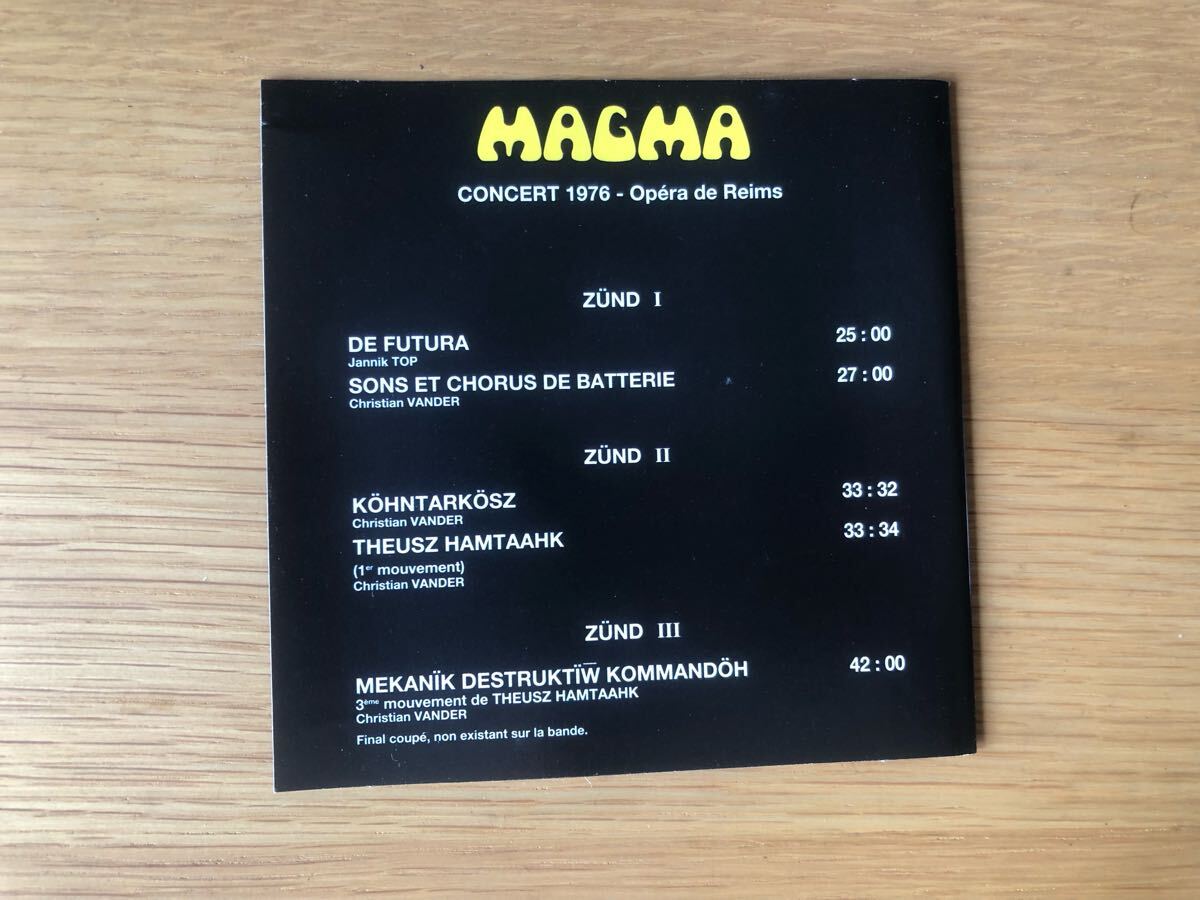 MAGMA
CONCERT 1976 - Opéra de Reims
ZÜND I
DE FUTURA 25 : 00
Jannik TOP
SONS ET CHORUS DE BATTERIE 27 : 00
Christian VANDER
ZÜND II
KÖHNTARKÖSZ 33 : 32
Christian VANDER
THEUSZ HAMTAAHK 33 : 34
(1er mouvement)
Christian VANDER
ZÜND III
MEKANÏK DESTRUKTÏW̅ KOMMANDÖH 42 : 00
3ème mouvement de THEUSZ HAMTAAHK
Christian VANDER
Final coupé, non existant sur la bande.